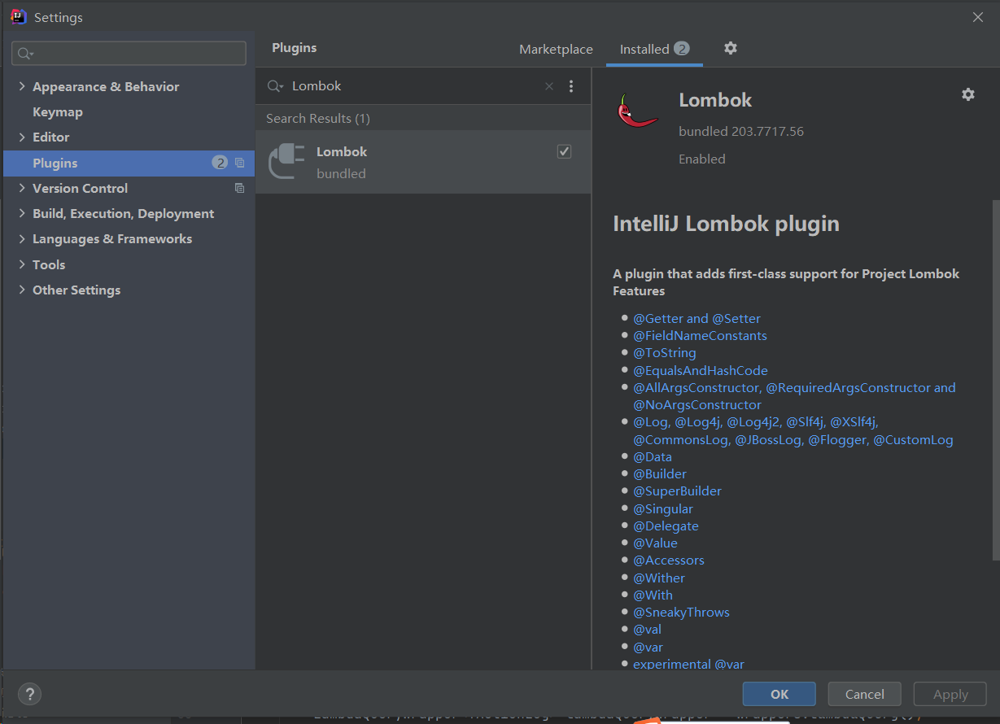 Settings
Plugins
Marketplace
Installed 2
Appearance & Behavior
Keymap
Editor
Plugins 2
Version Control
Build, Execution, Deployment
Languages & Frameworks
Tools
Other Settings
Lombok
Search Results (1)
Lombok
bundled
Lombok
bundled 203.7717.56
Enabled
IntelliJ Lombok plugin
A plugin that adds first-class support for Project Lombok
Features
@Getter and @Setter
@FieldNameConstants
@ToString
@EqualsAndHashCode
@AllArgsConstructor, @RequiredArgsConstructor and
@NoArgsConstructor
@Log, @Log4j, @Log4j2, @Slf4j, @XSlf4j,
@CommonsLog, @JBossLog, @Flogger, @CustomLog
@Data
@Builder
@SuperBuilder
@Singular
@Delegate
@Value
@Accessors
@Wither
@With
@SneakyThrows
@val
@var
experimental @var
?
OK
Cancel
Apply